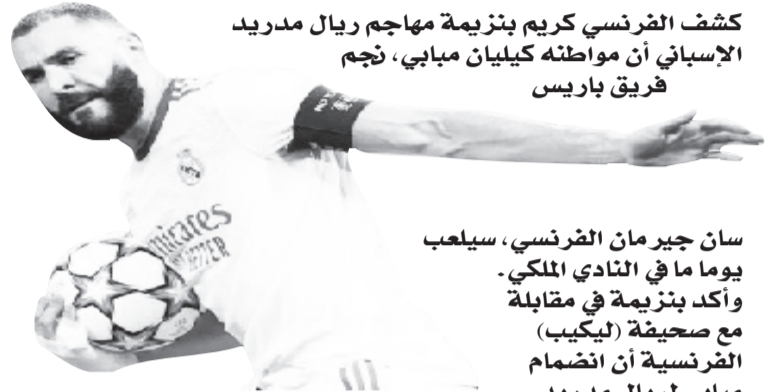 كشف الفرنسي كريم بنزيمة مهاجم ريال مدريد
الإسباني أن مواطنه كيليان مبابي، نجم
فريق باريس
سان جيرمان الفرنسي، سيلعب
يوما ما في النادي الملكي.
وأكد بنزيمة في مقابلة
مع صحيفة (ليكيب)
الفرنسية أن انضمام